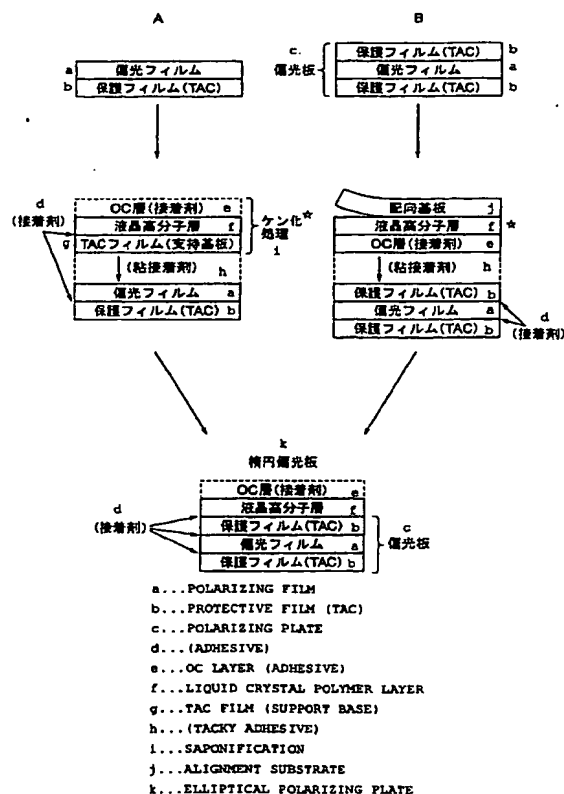 A
B
a 偏光フィルム
b 保護フィルム(TAC)
c.
偏光板
保護フィルム(TAC) b
偏光フィルム a
保護フィルム(TAC) b
d
(接着剤)
OC層(接着剤) e
液晶高分子層 f
g TACフィルム(支持基板)
ケン化☆
処理
i
(粘接着剤) h
偏光フィルム a
保護フィルム(TAC) b
配向基板 j
液晶高分子層 f ☆
OC層(接着剤) e
(粘接着剤) h
保護フィルム(TAC) b
偏光フィルム a
保護フィルム(TAC) b
d
(接着剤)
k
楕円偏光板
OC層(接着剤) e
液晶高分子層 f
保護フィルム(TAC) b
偏光フィルム a
保護フィルム(TAC) b
d
(接着剤)
c
偏光板
a...POLARIZING FILM
b...PROTECTIVE FILM (TAC)
c...POLARIZING PLATE
d...(ADHESIVE)
e...OC LAYER (ADHESIVE)
f...LIQUID CRYSTAL POLYMER LAYER
g...TAC FILM (SUPPORT BASE)
h...(TACKY ADHESIVE)
i...SAPONIFICATION
j...ALIGNMENT SUBSTRATE
k...ELLIPTICAL POLARIZING PLATE